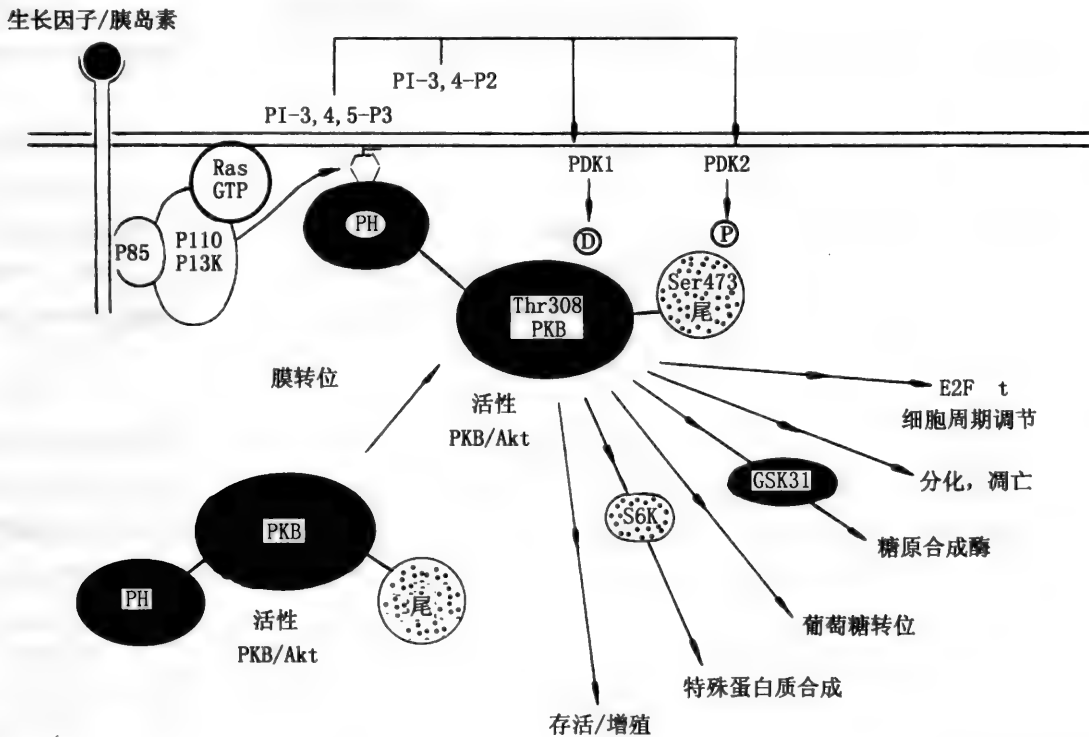 生长因子/胰岛素
PI-3,4-P2
PI-3,4,5-P3
Ras
GTP
PDK1
PDK2
P85
P110
P13K
PH
D
P
Ser473
尾
Thr308
PKB
膜转位
活性
PKB/Akt
E2F t
细胞周期调节
分化，凋亡
GSK31
糖原合成酶
S6K
PKB
PH
尾
活性
PKB/Akt
葡萄糖转位
特殊蛋白质合成
存活/增殖